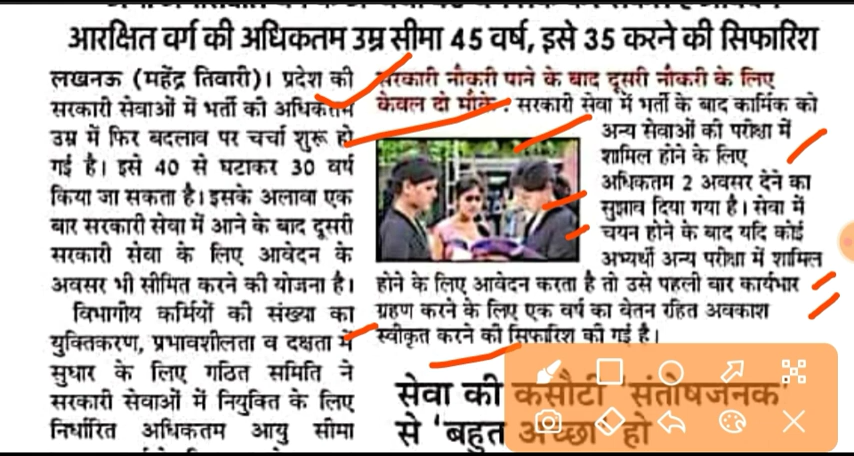 आरक्षित वर्ग की अधिकतम उम्र सीमा 45 वर्ष, इसे 35 करने की सिफारिश
लखनऊ (महेंद्र तिवारी)। प्रदेश की
सरकारी सेवाओं में भर्ती की अधिकतम
उम्र में फिर बदलाव पर चर्चा शुरू हो
गई है। इसे 40 से घटाकर 30 वर्ष
किया जा सकता है। इसके अलावा एक
बार सरकारी सेवा में आने के बाद दूसरी
सरकारी सेवा के लिए आवेदन के
अवसर भी सीमित करने की योजना है।
विभागीय कर्मियों की संख्या का
युक्तिकरण, प्रभावशीलता व दक्षता में
सुधार के लिए गठित समिति ने
सरकारी सेवाओं में नियुक्ति के लिए
निर्धारित अधिकतम आयु सीमा
सरकारी नौकरी पाने के बाद दूसरी नौकरी के लिए
केवल दो मौके : सरकारी सेवा में भर्ती के बाद कार्मिक को
अन्य सेवाओं की परीक्षा में
शामिल होने के लिए
अधिकतम 2 अवसर देने का
सुझाव दिया गया है। सेवा में
चयन होने के बाद यदि कोई
अभ्यर्थी अन्य परीक्षा में शामिल
होने के लिए आवेदन करता है तो उसे पहली बार कार्यभार
ग्रहण करने के लिए एक वर्ष का वेतन रहित अवकाश
स्वीकृत करने की सिफारिश की गई है।
सेवा की कसौटी 'संतोषजनक'
से 'बहुत अच्छा' हो